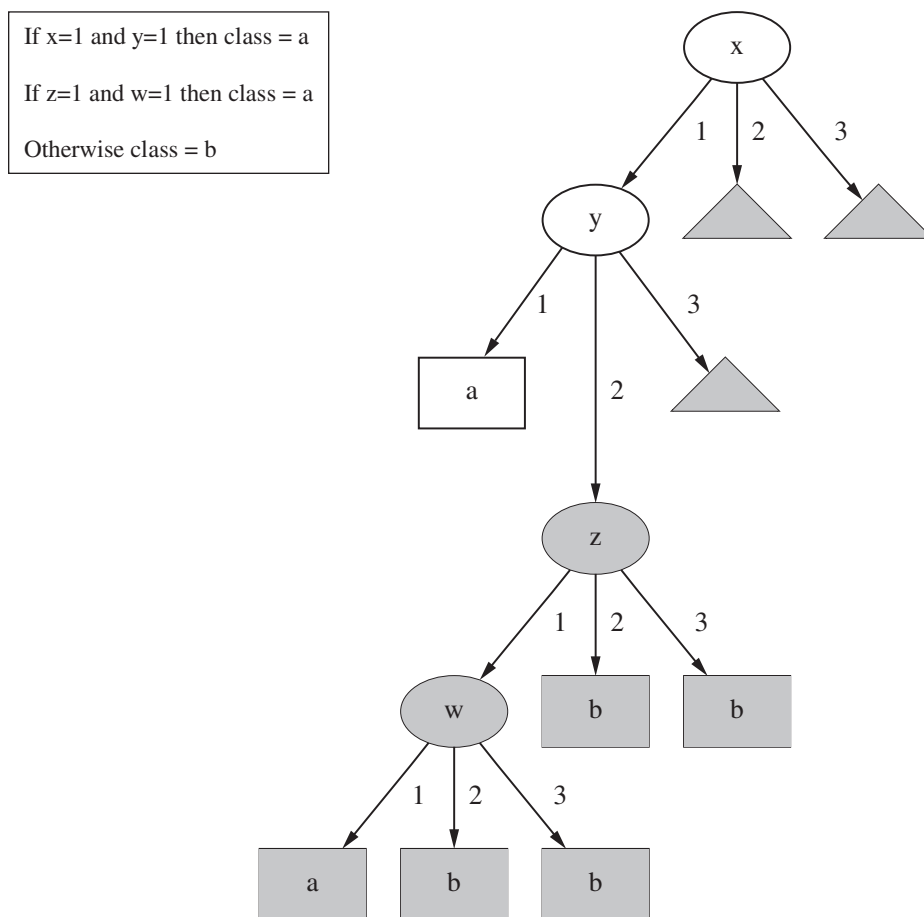 If x=1 and y=1 then class = a
If z=1 and w=1 then class = a
Otherwise class = b
x
1 2 3
y
1 2 3
a
z
1 2 3
w b b
1 2 3
a b b